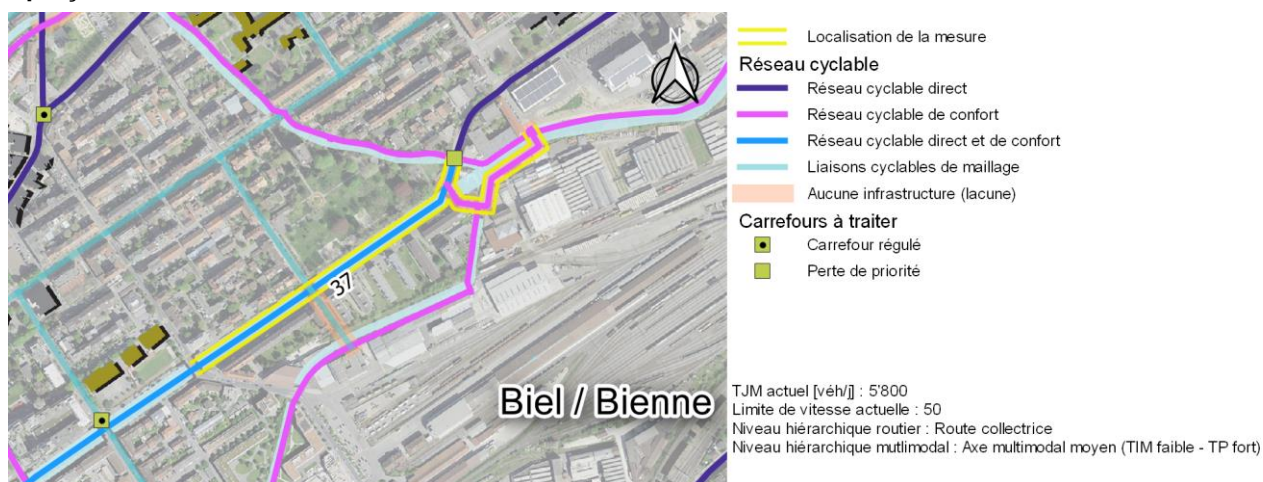 N
37
Biel / Bienne
Localisation de la mesure
Réseau cyclable
Réseau cyclable direct
Réseau cyclable de confort
Réseau cyclable direct et de confort
Liaisons cyclables de maillage
Aucune infrastructure (lacune)
Carrefours à traiter
Carrefour régulé
Perte de priorité
TJM actuel [véh/j] : 5'800
Limite de vitesse actuelle : 50
Niveau hiérarchique routier : Route collectrice
Niveau hiérarchique mutlimodal : Axe multimodal moyen (TIM faible - TP fort)